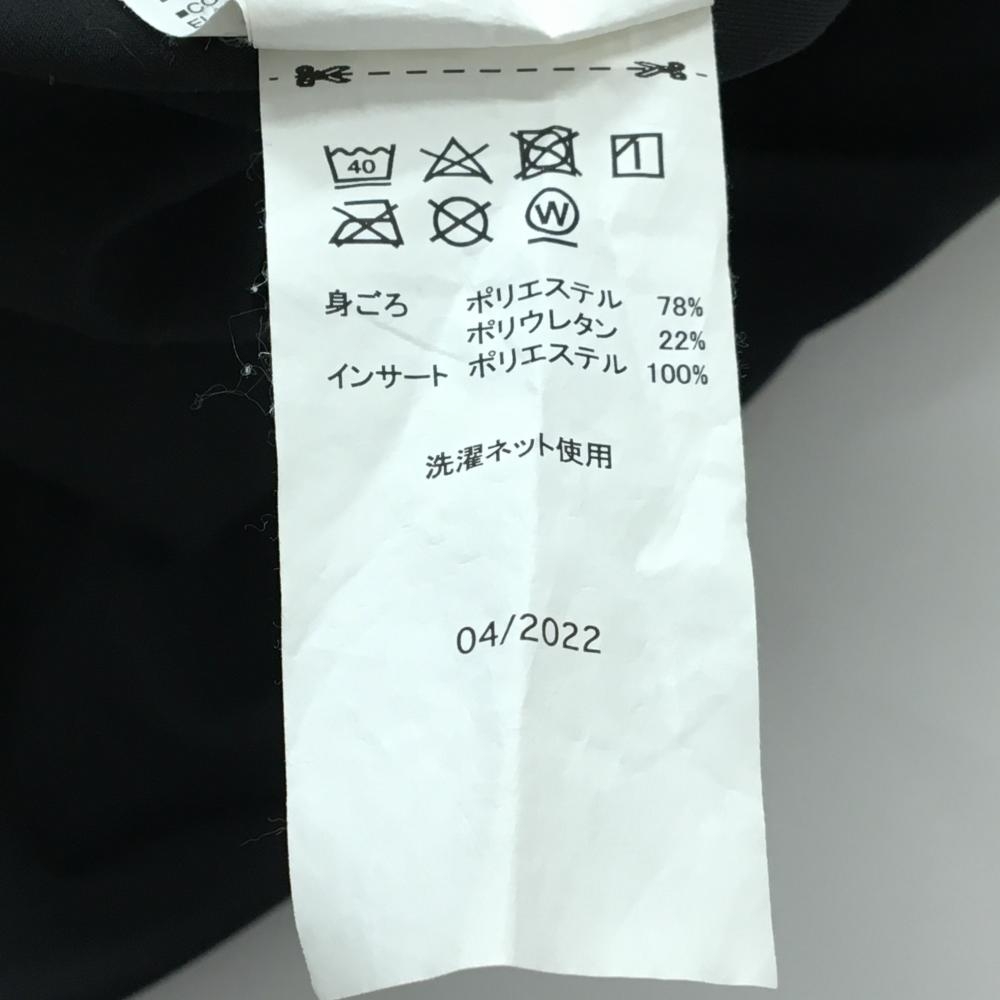 40
W
身ごろ ポリエステル 78%
ポリウレタン 22%
インサート ポリエステル 100%
洗濯ネット使用
04/2022